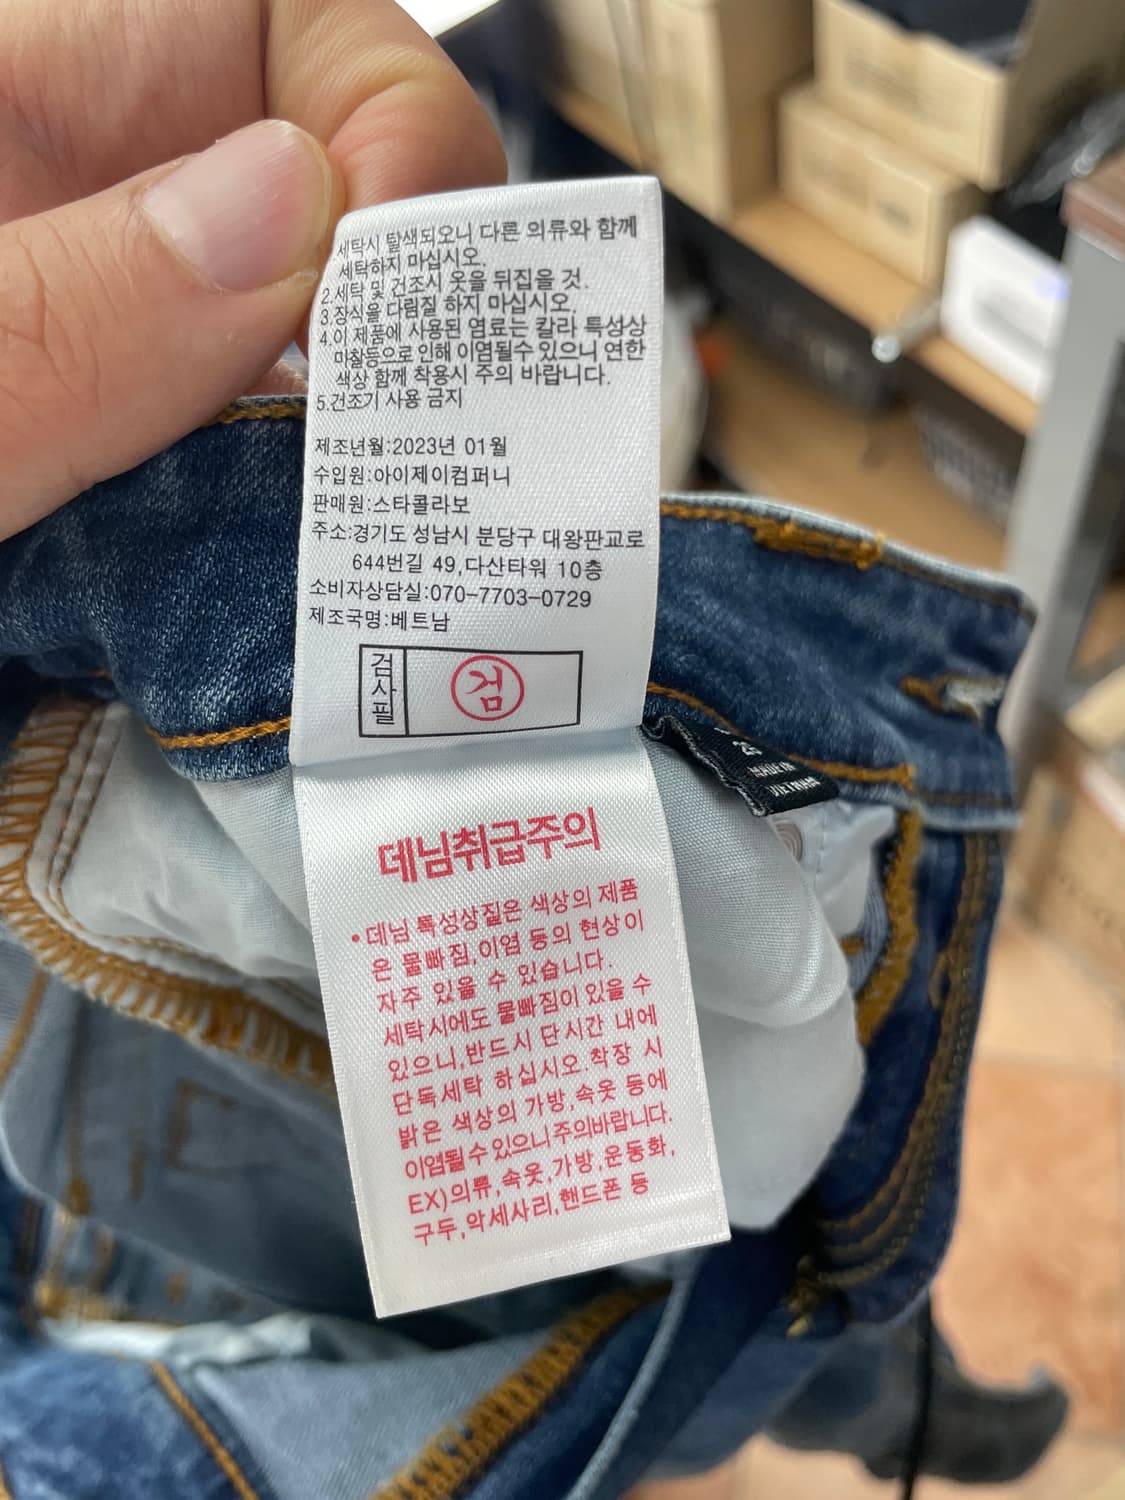 세탁시 탈색되오니 다른 의류와 함께
세탁하지 마십시오.
2.세탁 및 건조시 옷을 뒤집을 것.
3.장식을 다림질 하지 마십시오.
4.이 제품에 사용된 염료는 칼라 특성상
마찰등으로 인해 이염될수 있으니 연한
색상 함께 착용시 주의 바랍니다.
5.건조기 사용 금지
제조년월:2023년 01월
수입원:아이제이컴퍼니
판매원:스타콜라보
주소:경기도 성남시 분당구 대왕판교로
644번길 49,다산타워 10층
소비자상담실:070-7703-0729
제조국명:베트남
검사필
검
데님취급주의
•데님 특성상짙은 색상의 제품
은 물빠짐,이염 등의 현상이
자주 있을 수 있습니다.
세탁시에도 물빠짐이 있을 수
있으니,반드시 단시간 내에
단독세탁 하십시오.착장 시
밝은 색상의 가방,속옷 등에
이염될수있으니주의바랍니다.
EX)의류,속옷,가방,운동화,
구두,악세사리,핸드폰 등
25
MADE IN
VIETNAM